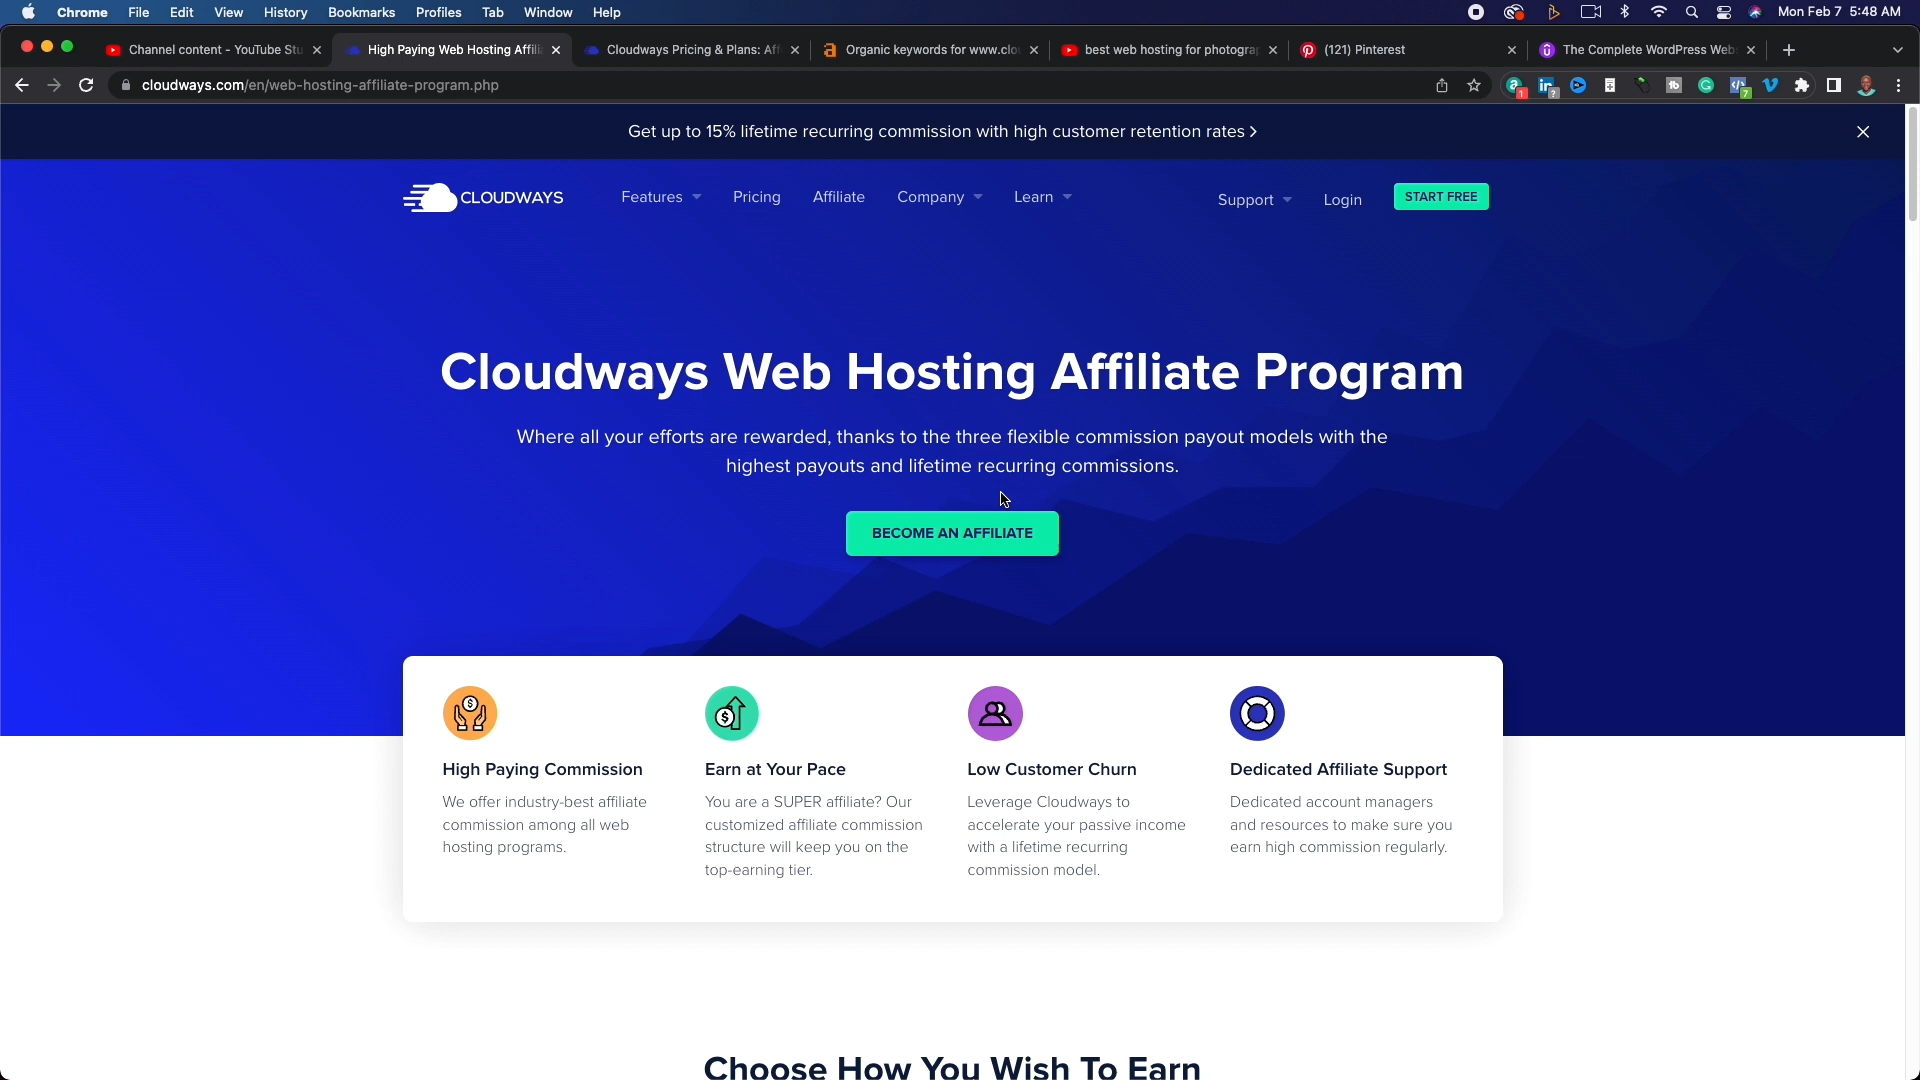 Chrome File Edit View History Bookmarks Profiles Tab Window Help Mon Feb 7 5:48 AM
Channel content - YouTube Stu High Paying Web Hosting Affili Cloudways Pricing & Plans: Aff Organic keywords for www.clo best web hosting for photogra (121) Pinterest The Complete WordPress Web
cloudways.com/en/web-hosting-affiliate-program.php
Get up to 15% lifetime recurring commission with high customer retention rates
CLOUDWAYS Features Pricing Affiliate Company Learn Support Login START FREE
Cloudways Web Hosting Affiliate Program
Where all your efforts are rewarded, thanks to the three flexible commission payout models with the
highest payouts and lifetime recurring commissions.
BECOME AN AFFILIATE
High Paying Commission
We offer industry-best affiliate
commission among all web
hosting programs.
Earn at Your Pace
You are a SUPER affiliate? Our
customized affiliate commission
structure will keep you on the
top-earning tier.
Low Customer Churn
Leverage Cloudways to
accelerate your passive income
with a lifetime recurring
commission model.
Dedicated Affiliate Support
Dedicated account managers
and resources to make sure you
earn high commission regularly.
Choose How You Wish To Earn